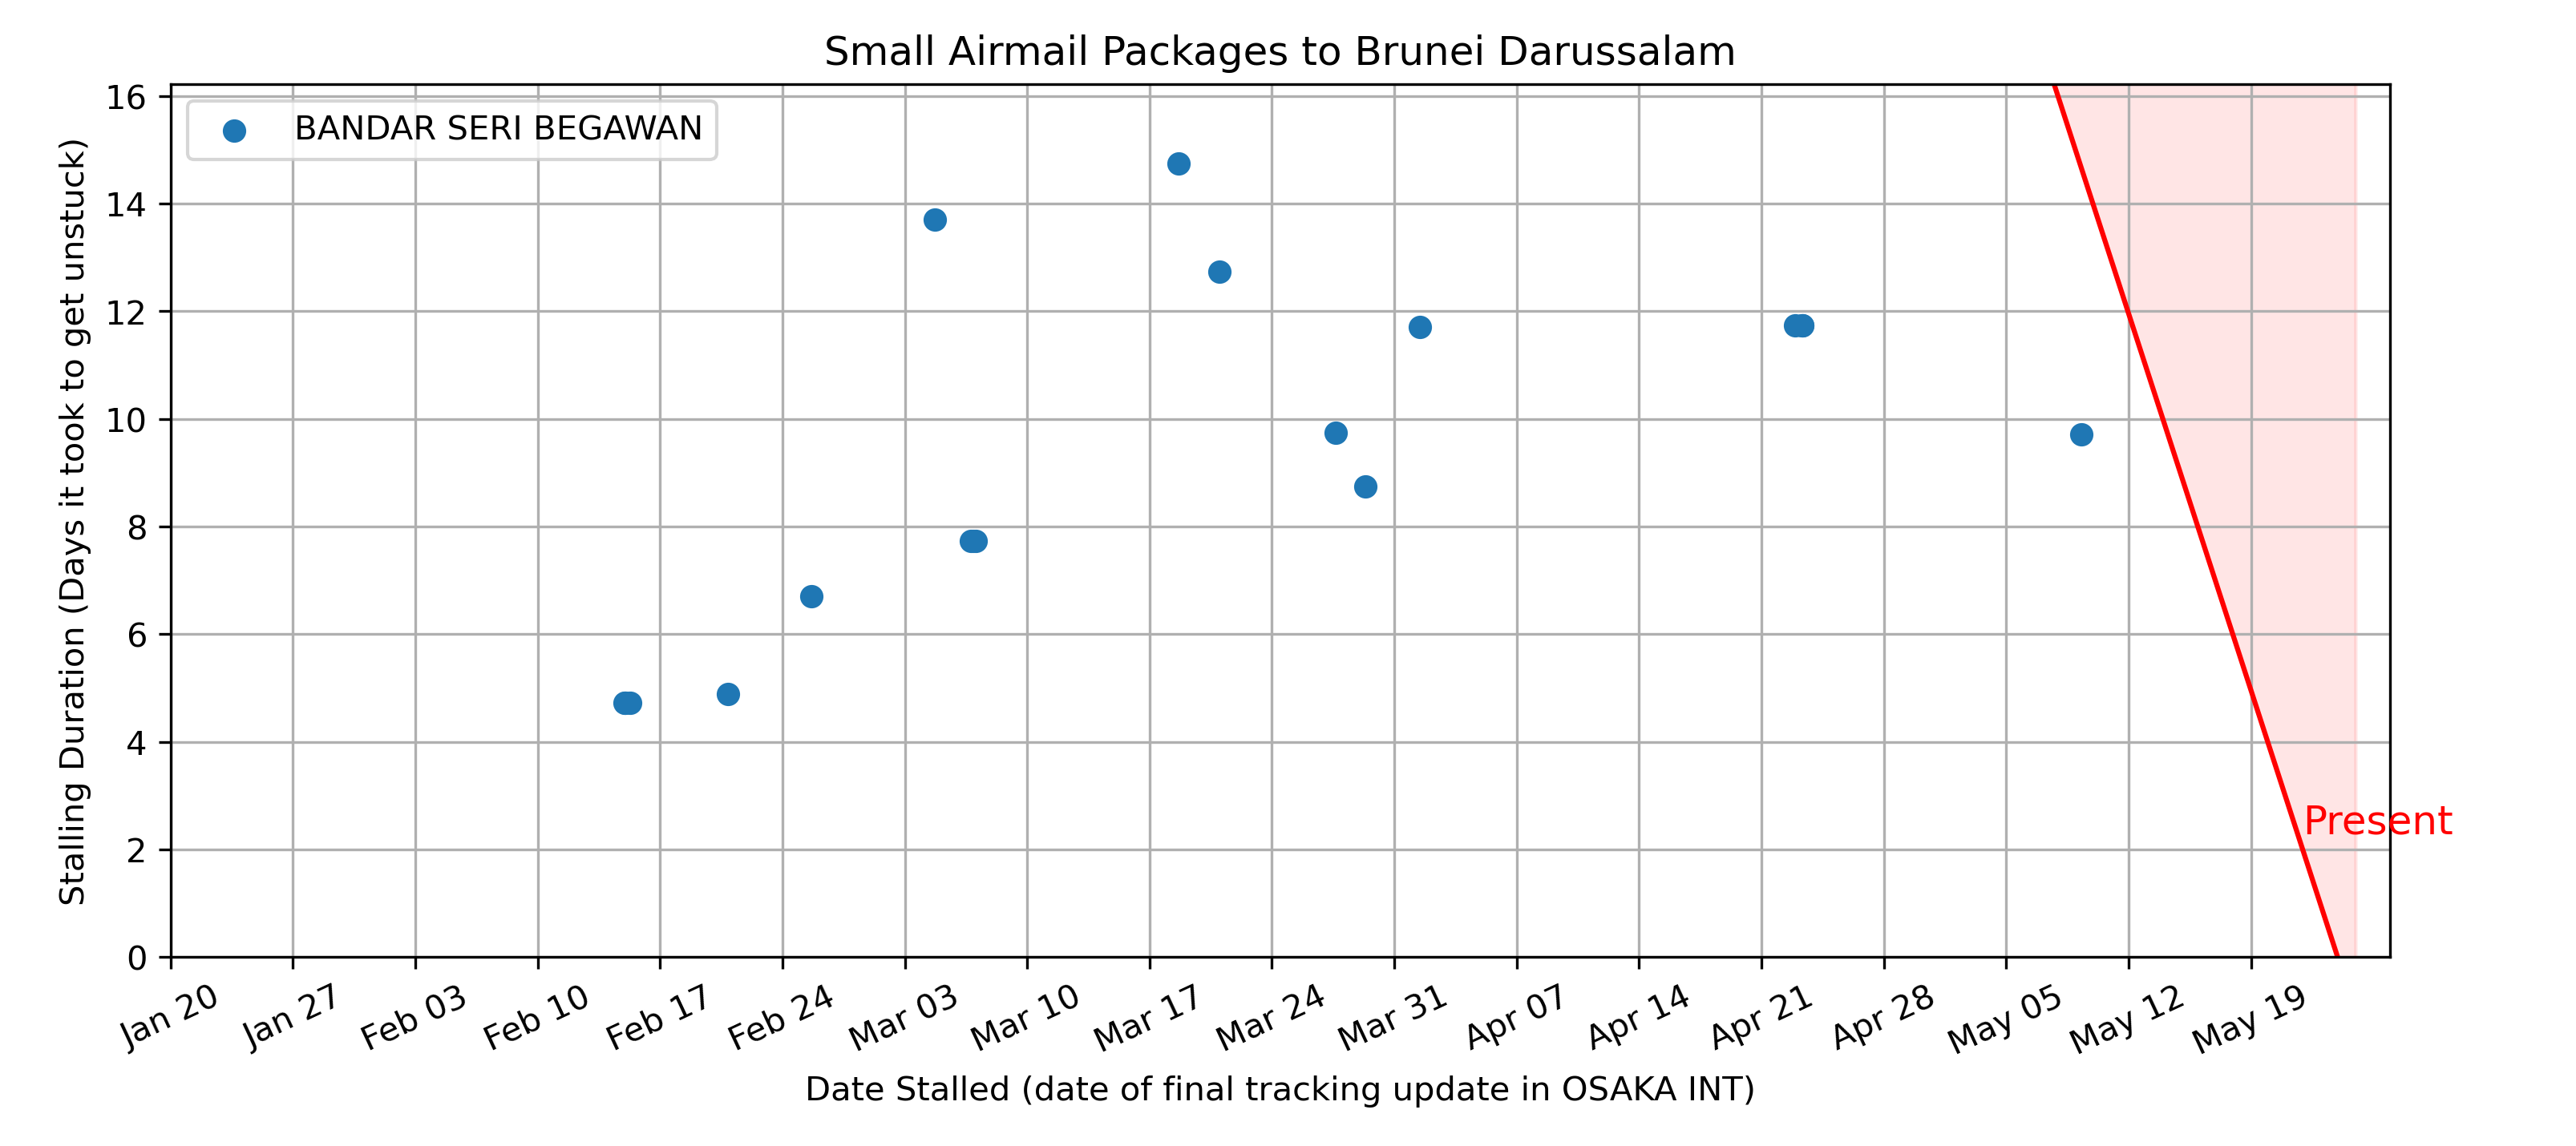 Small Airmail Packages to Brunei Darussalam
BANDAR SERI BEGAWAN
Stalling Duration (Days it took to get unstuck)
16
14
12
10
8
6
4
2
0
Present
Jan 20 Jan 27 Feb 03 Feb 10 Feb 17 Feb 24 Mar 03 Mar 10 Mar 17 Mar 24 Mar 31 Apr 07 Apr 14 Apr 21 Apr 28 May 05 May 12 May 19
Date Stalled (date of final tracking update in OSAKA INT)